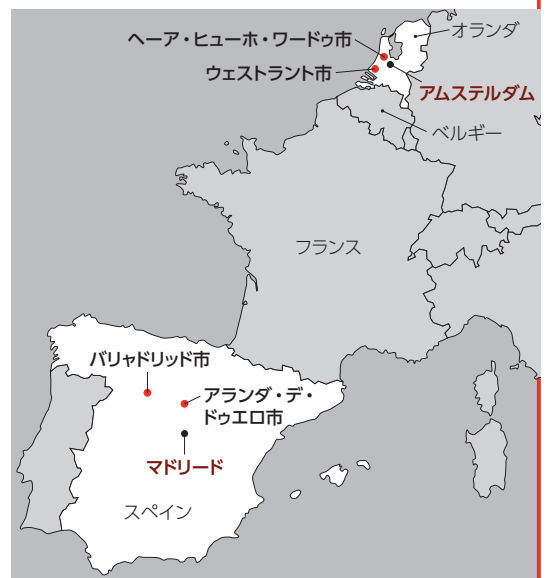 オランダ
ヘーア・ヒューホ・ワードゥ市
ウェストラント市
アムステルダム
ベルギー
フランス
バリャドリッド市
アランダ・デ・
ドゥエロ市
マドリード
スペイン